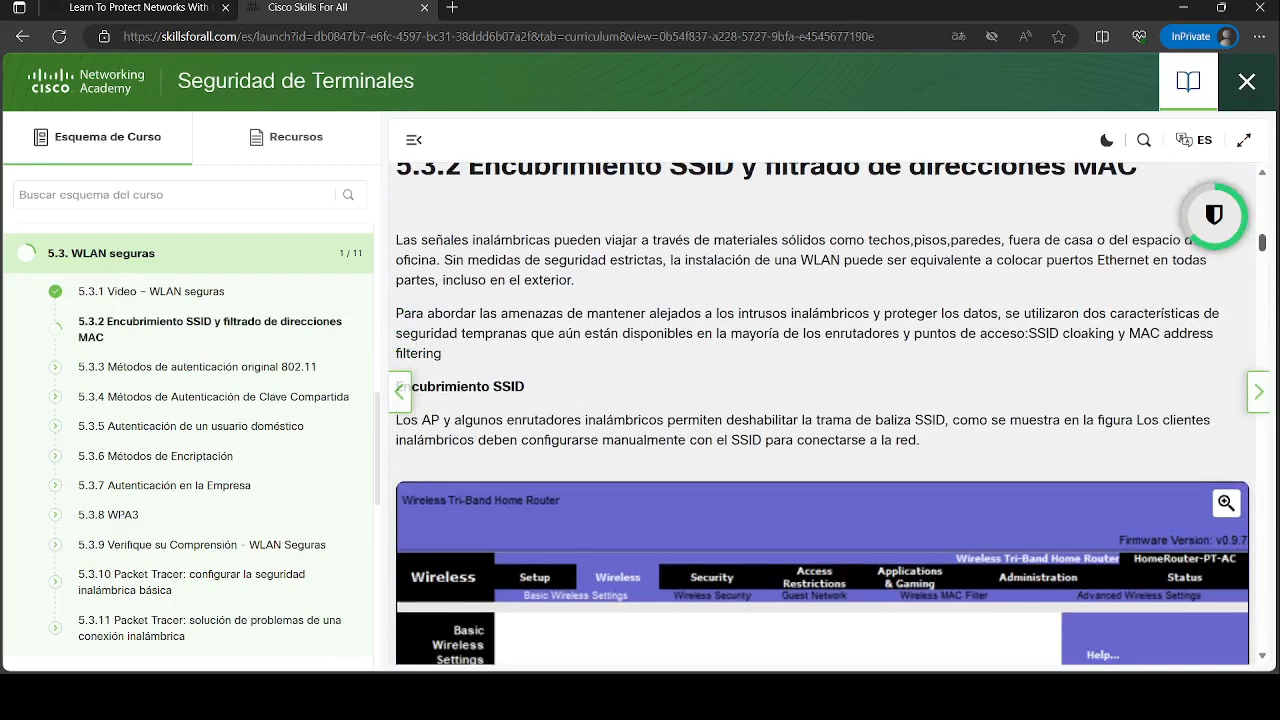 Learn To Protect Networks With
Cisco Skills For All
https://skillsforall.com/es/launch?id=db0847b7-e6fc-4597-bc31-38ddd6b07a2f&tab=curriculum&view=0b54f837-a228-5727-9bfa-e4545677190e
InPrivate
Networking
CISCO Academy
Seguridad de Terminales
Esquema de Curso
Recursos
Buscar esquema del curso
5.3. WLAN seguras
1 / 11
5.3.1 Video – WLAN seguras
5.3.2 Encubrimiento SSID y filtrado de direcciones
MAC
5.3.3 Métodos de autenticación original 802.11
5.3.4 Métodos de Autenticación de Clave Compartida
5.3.5 Autenticación de un usuario doméstico
5.3.6 Métodos de Encriptación
5.3.7 Autenticación en la Empresa
5.3.8 WPA3
5.3.9 Verifique su Comprensión – WLAN Seguras
5.3.10 Packet Tracer: configurar la seguridad
inalámbrica básica
5.3.11 Packet Tracer: solución de problemas de una
conexión inalámbrica
ES
5.3.2 Encubrimiento SSID y filtrado de direcciones MAC
Las señales inalámbricas pueden viajar a través de materiales sólidos como techos,pisos,paredes, fuera de casa o del espacio
oficina. Sin medidas de seguridad estrictas, la instalación de una WLAN puede ser equivalente a colocar puertos Ethernet en todas
partes, incluso en el exterior.
Para abordar las amenazas de mantener alejados a los intrusos inalámbricos y proteger los datos, se utilizaron dos características de
seguridad tempranas que aún están disponibles en la mayoría de los enrutadores y puntos de acceso:SSID cloaking y MAC address
filtering
Encubrimiento SSID
Los AP y algunos enrutadores inalámbricos permiten deshabilitar la trama de baliza SSID, como se muestra en la figura Los clientes
inalámbricos deben configurarse manualmente con el SSID para conectarse a la red.
Wireless Tri-Band Home Router
Firmware Version: v0.9.7
Wireless Tri-Band Home Router
HomeRouter-PT-AC
Wireless
Setup
Wireless
Security
Access
Restrictions
Applications
& Gaming
Administration
Status
Basic Wireless Settings
Wireless Security
Guest Network
Wireless MAC Filter
Advanced Wireless Settings
Basic
Wireless
Settings
Help...